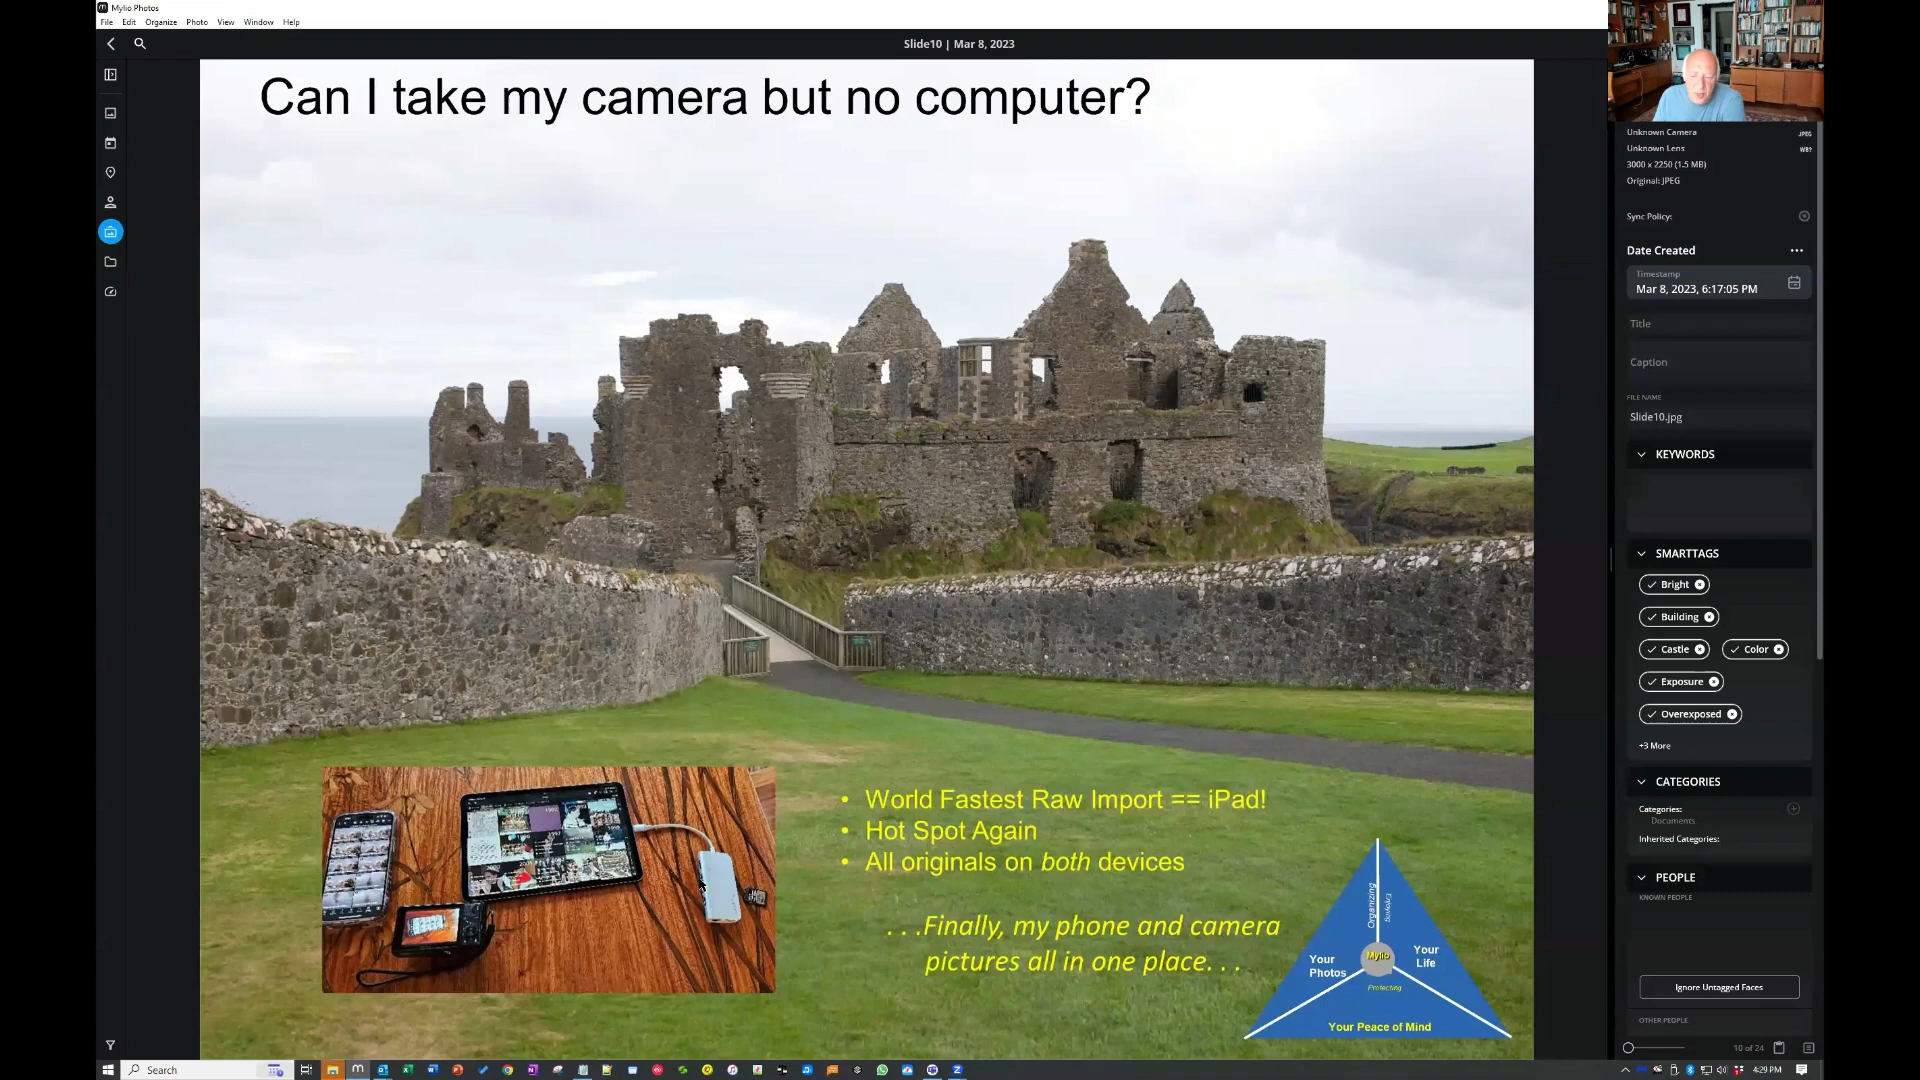 Mylio Photos
File Edit Organize Photo View Window Help
Slide10 | Mar 8, 2023
Can I take my camera but no computer?
• World Fastest Raw Import == iPad!
• Hot Spot Again
• All originals on both devices
. . .Finally, my phone and camera
pictures all in one place. . .
Organizing
Enjoying
Mylio
Your
Photos
Your
Life
Protecting
Your Peace of Mind
Unknown Camera JPEG
Unknown Lens WB?
3000 x 2250 (1.5 MB)
Original: JPEG
Sync Policy:
Date Created
Timestamp
Mar 8, 2023, 6:17:05 PM
Title
Caption
FILE NAME
Slide10.jpg
KEYWORDS
SMARTTAGS
Bright
Building
Castle Color
Exposure
Overexposed
+3 More
CATEGORIES
Categories:
Documents
Inherited Categories:
PEOPLE
KNOWN PEOPLE
Ignore Untagged Faces
OTHER PEOPLE
10 of 24
Search
4:29 PM